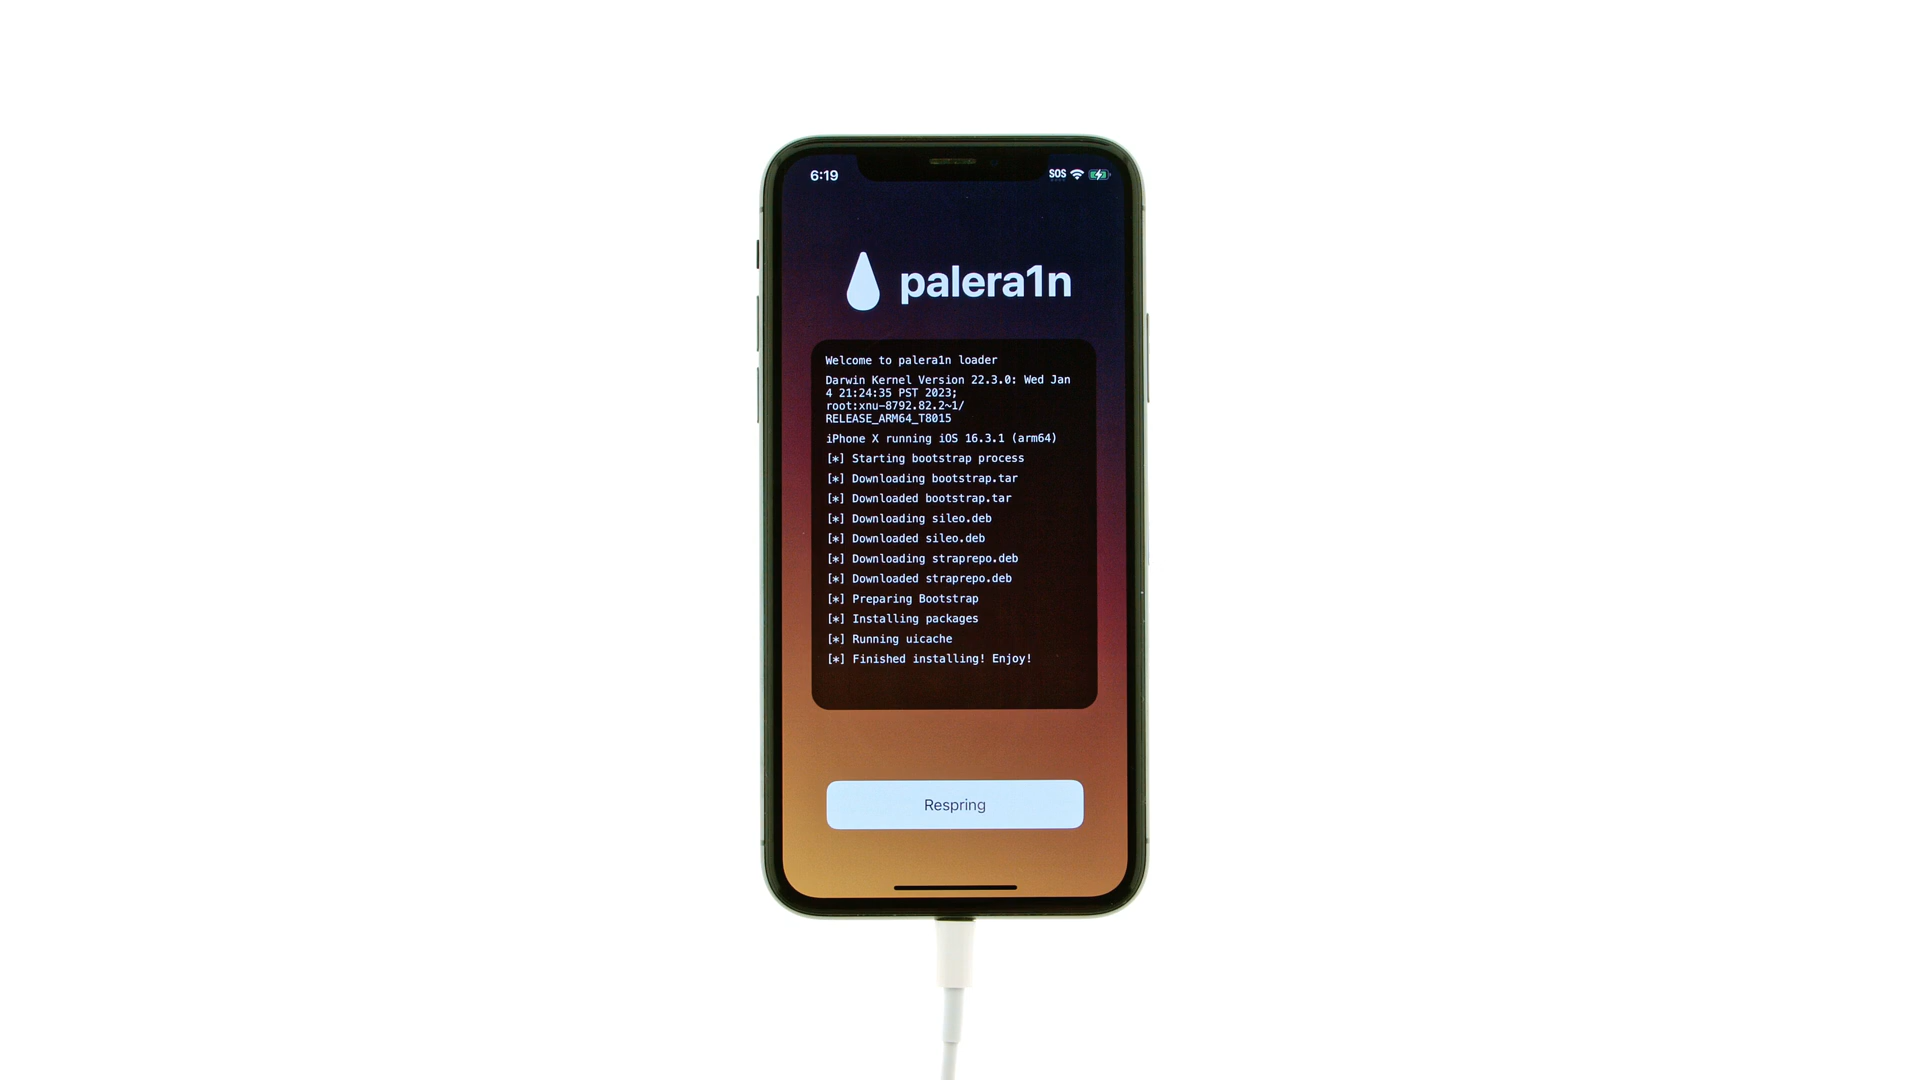 6:19
SOS
palera1n
Welcome to palera1n loader
Darwin Kernel Version 22.3.0: Wed Jan
4 21:24:35 PST 2023;
root:xnu-8792.82.2~1/
RELEASE_ARM64_T8015
iPhone X running iOS 16.3.1 (arm64)
[*] Starting bootstrap process
[*] Downloading bootstrap.tar
[*] Downloaded bootstrap.tar
[*] Downloading sileo.deb
[*] Downloaded sileo.deb
[*] Downloading straprepo.deb
[*] Downloaded straprepo.deb
[*] Preparing Bootstrap
[*] Installing packages
[*] Running uicache
[*] Finished installing! Enjoy!
Respring